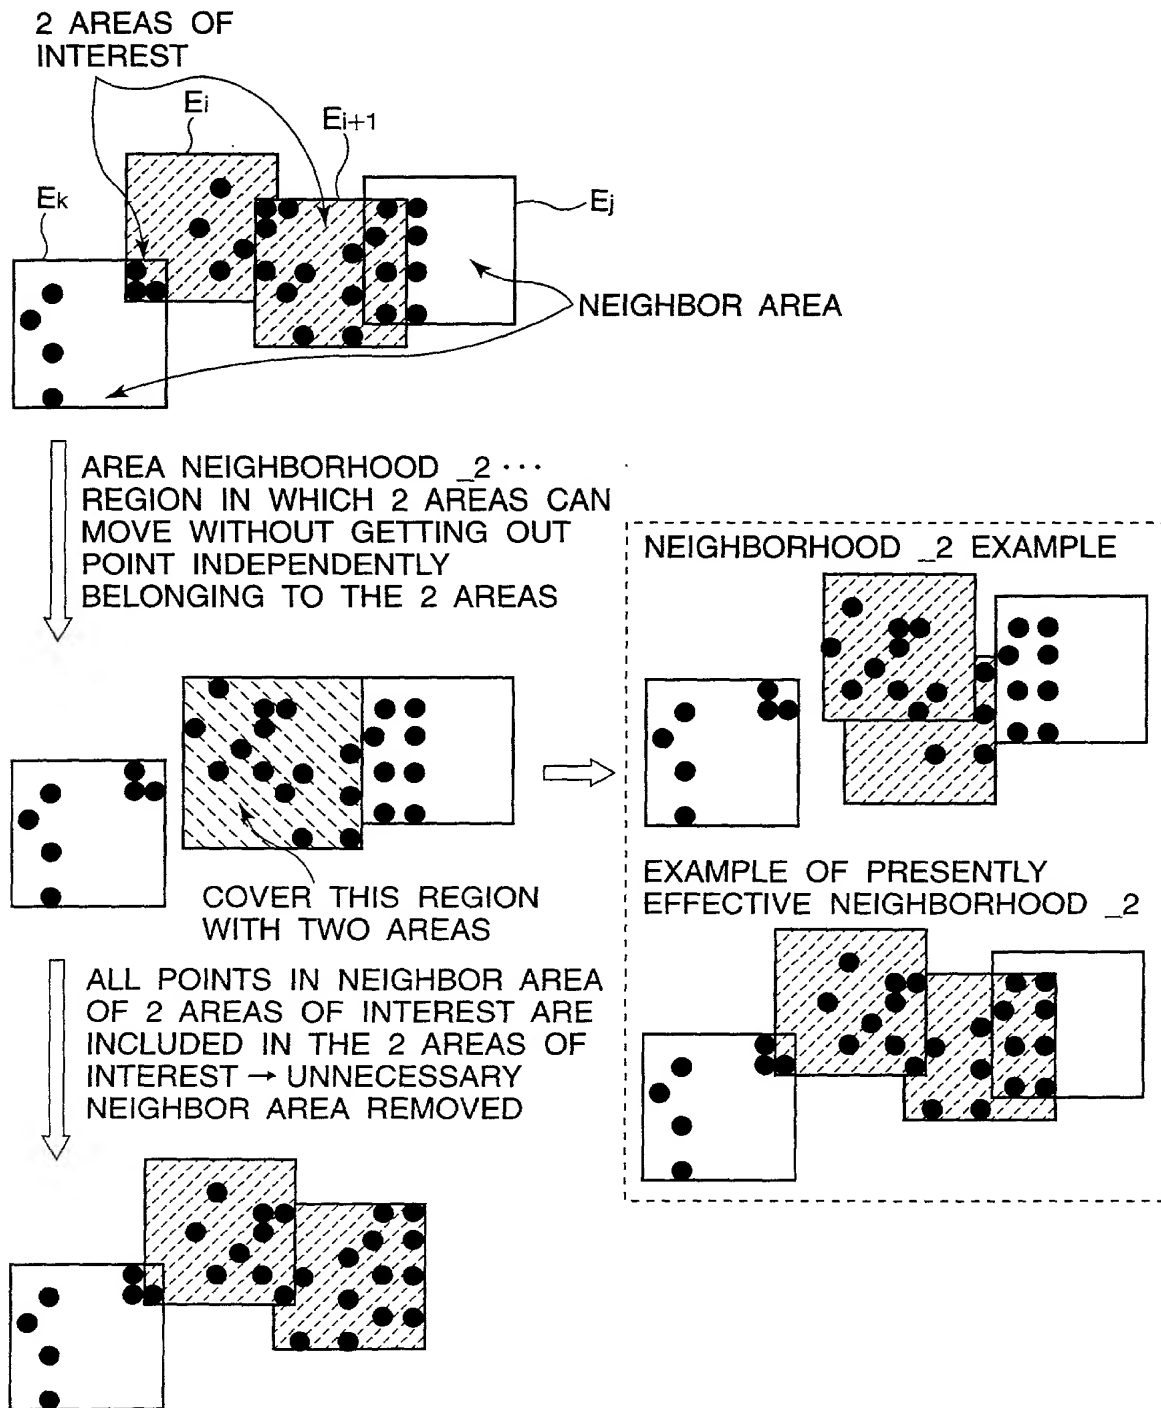 2 AREAS OF
INTEREST
Ei
Ei+1
Ek
Ej
NEIGHBOR AREA
AREA NEIGHBORHOOD _2 ···
REGION IN WHICH 2 AREAS CAN
MOVE WITHOUT GETTING OUT
POINT INDEPENDENTLY
BELONGING TO THE 2 AREAS
NEIGHBORHOOD _2 EXAMPLE
COVER THIS REGION
WITH TWO AREAS
EXAMPLE OF PRESENTLY
EFFECTIVE NEIGHBORHOOD _2
ALL POINTS IN NEIGHBOR AREA
OF 2 AREAS OF INTEREST ARE
INCLUDED IN THE 2 AREAS OF
INTEREST → UNNECESSARY
NEIGHBOR AREA REMOVED